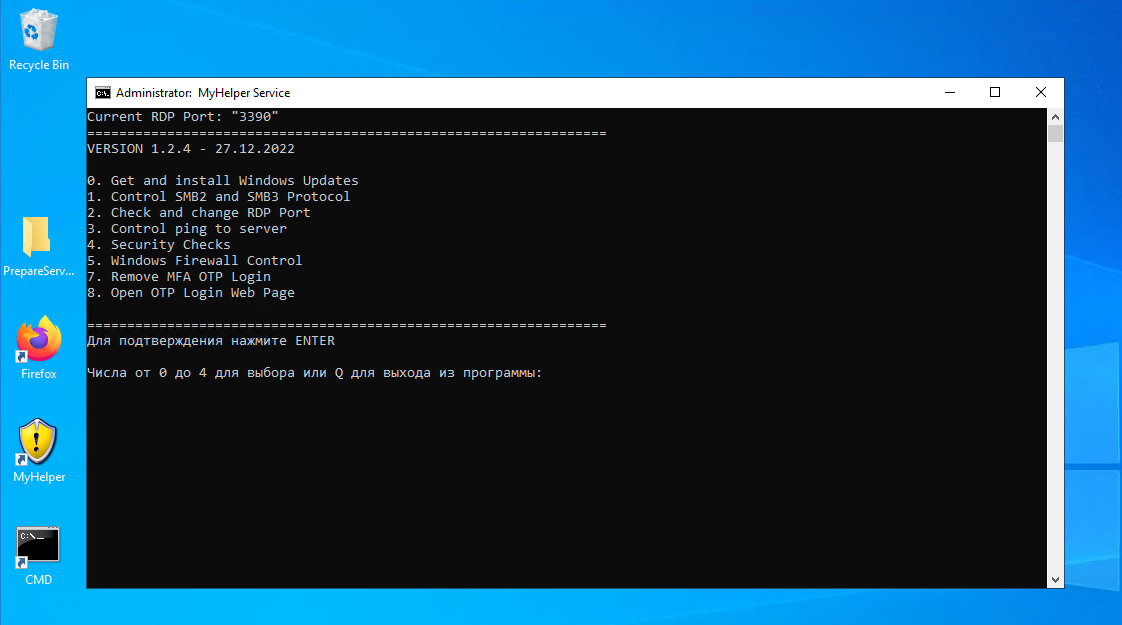 Recycle Bin
Administrator: MyHelper Service
Current RDP Port: "3390"
=================================================================
VERSION 1.2.4 - 27.12.2022
0. Get and install Windows Updates
1. Control SMB2 and SMB3 Protocol
2. Check and change RDP Port
3. Control ping to server
4. Security Checks
5. Windows Firewall Control
7. Remove MFA OTP Login
8. Open OTP Login Web Page
=================================================================
Для подтверждения нажмите ENTER
Числа от 0 до 4 для выбора или Q для выхода из программы:
PrepareServ...
Firefox
MyHelper
C:\_
CMD